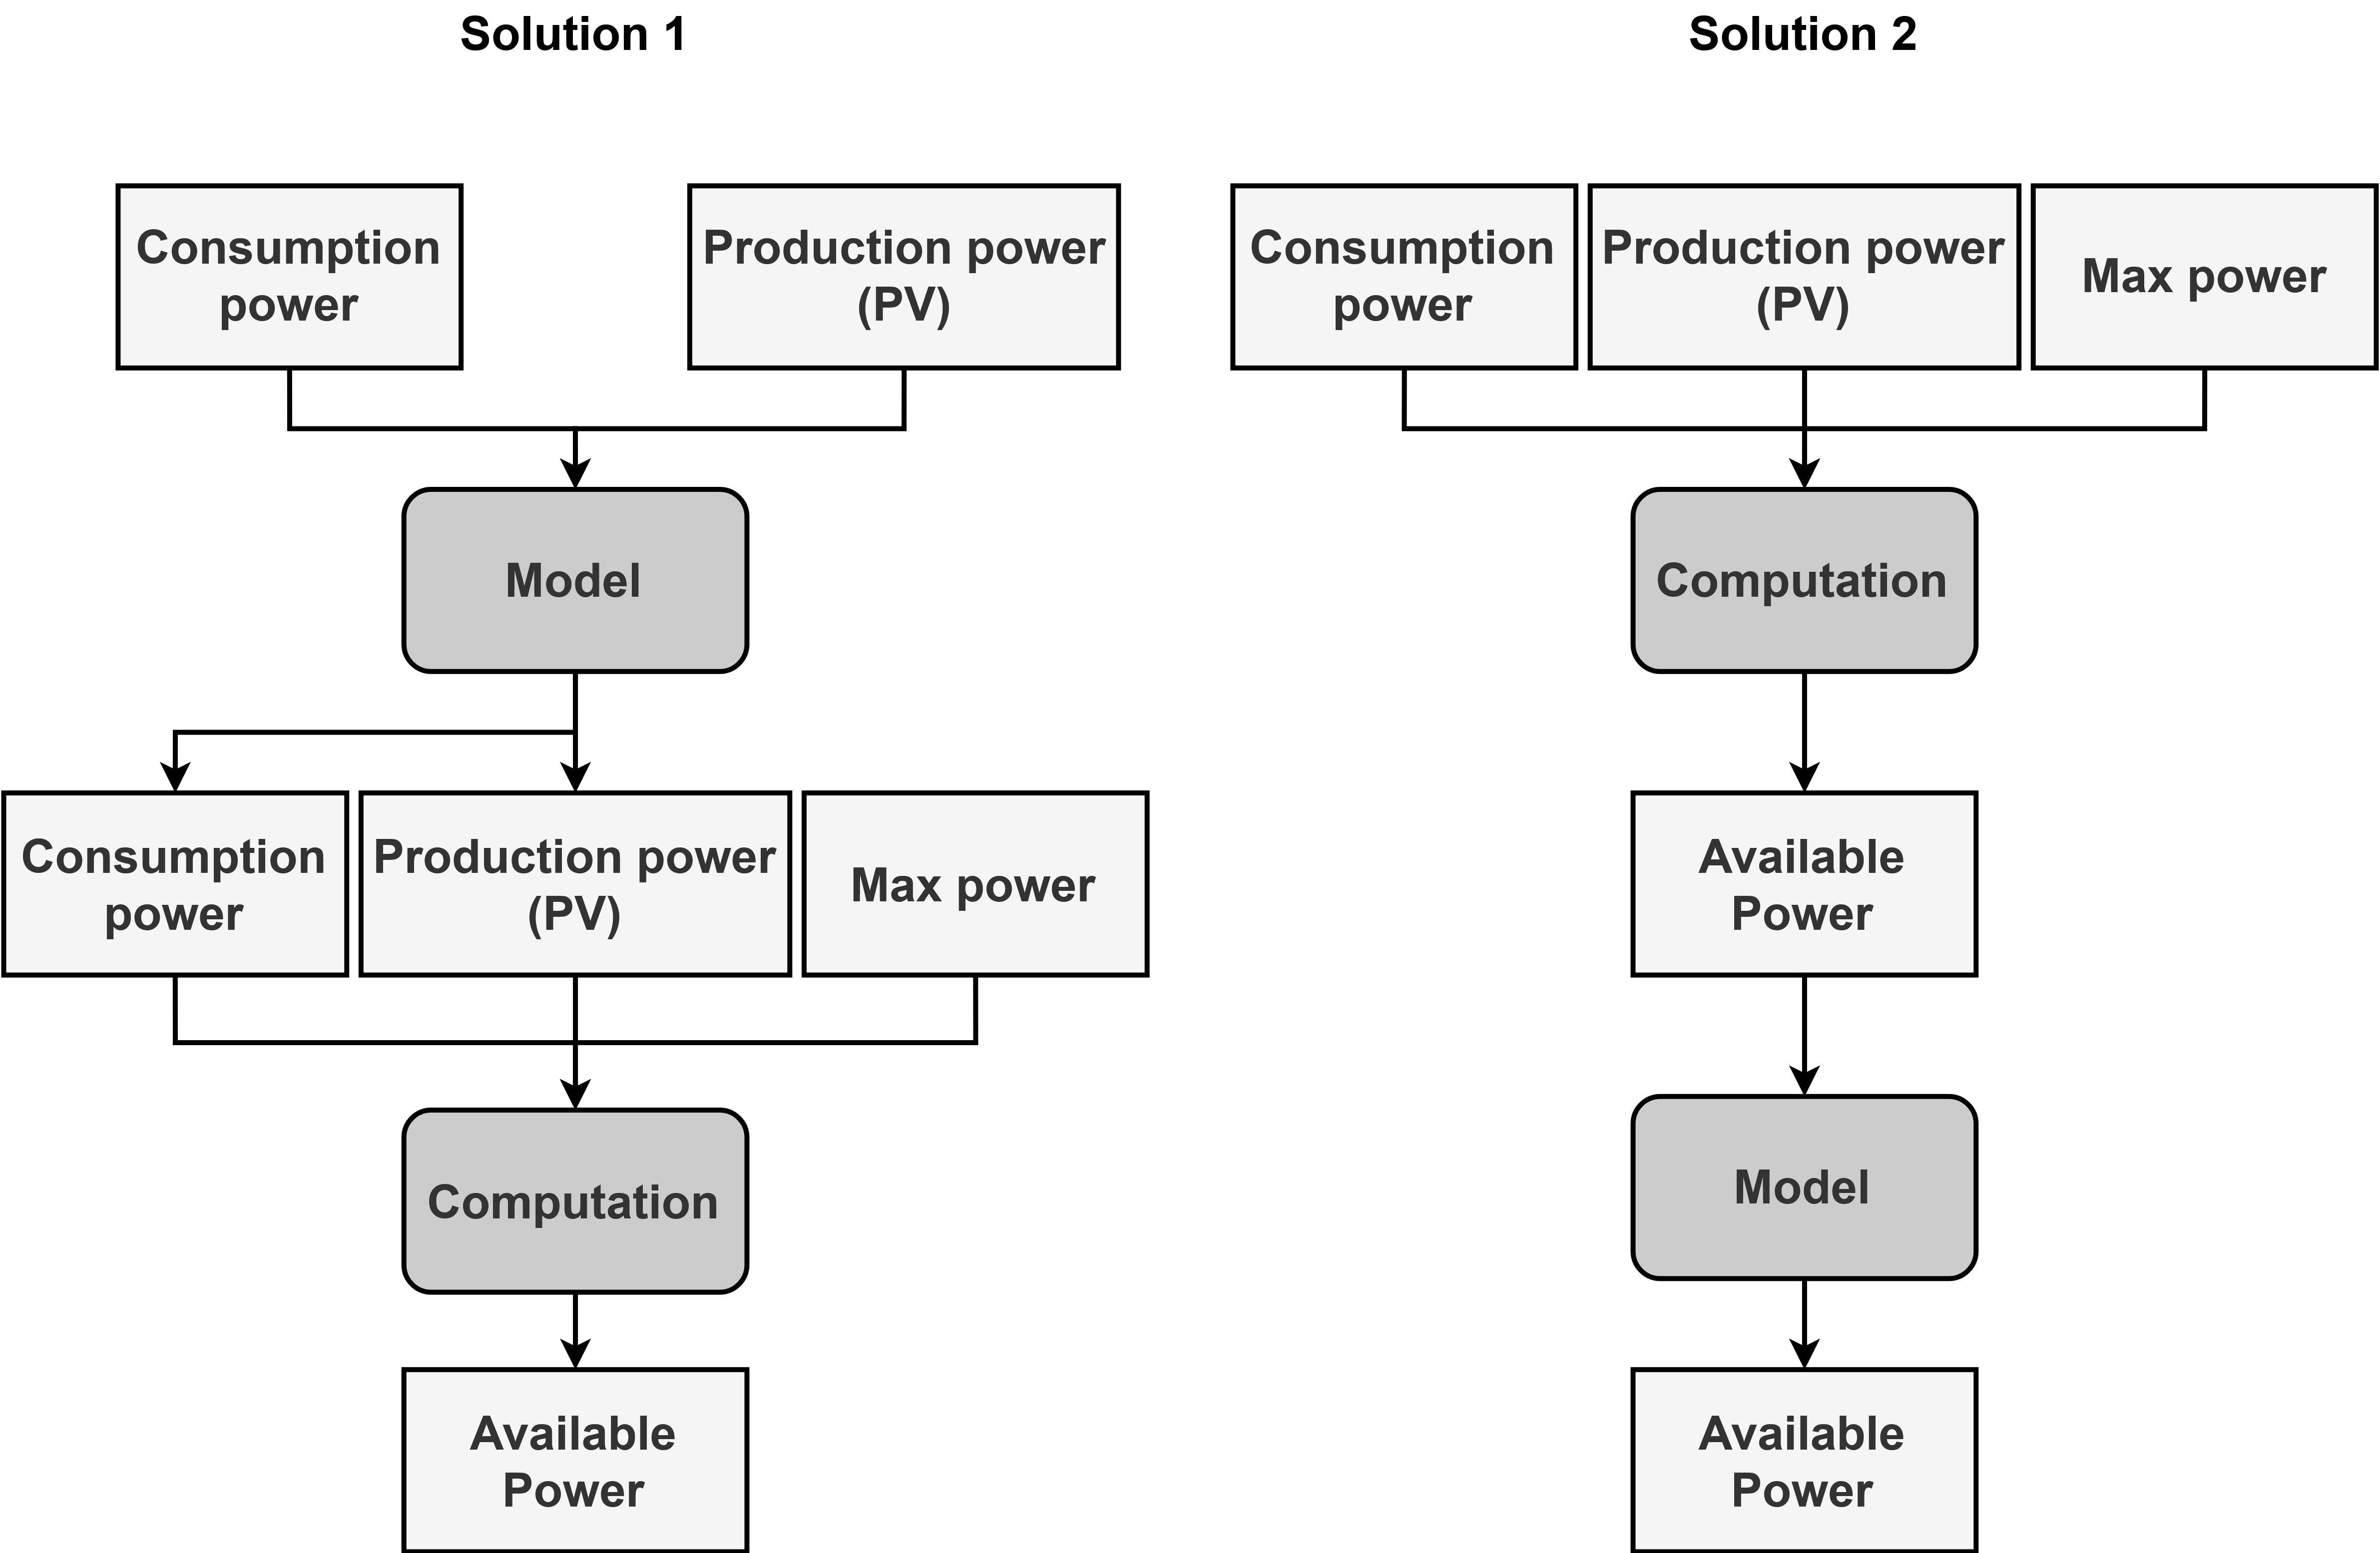 Solution 1
Solution 2
Consumption
power
Production power
(PV)
Consumption
power
Production power
(PV)
Max power
Model
Computation
Consumption
power
Production power
(PV)
Max power
Available
Power
Computation
Model
Available
Power
Available
Power